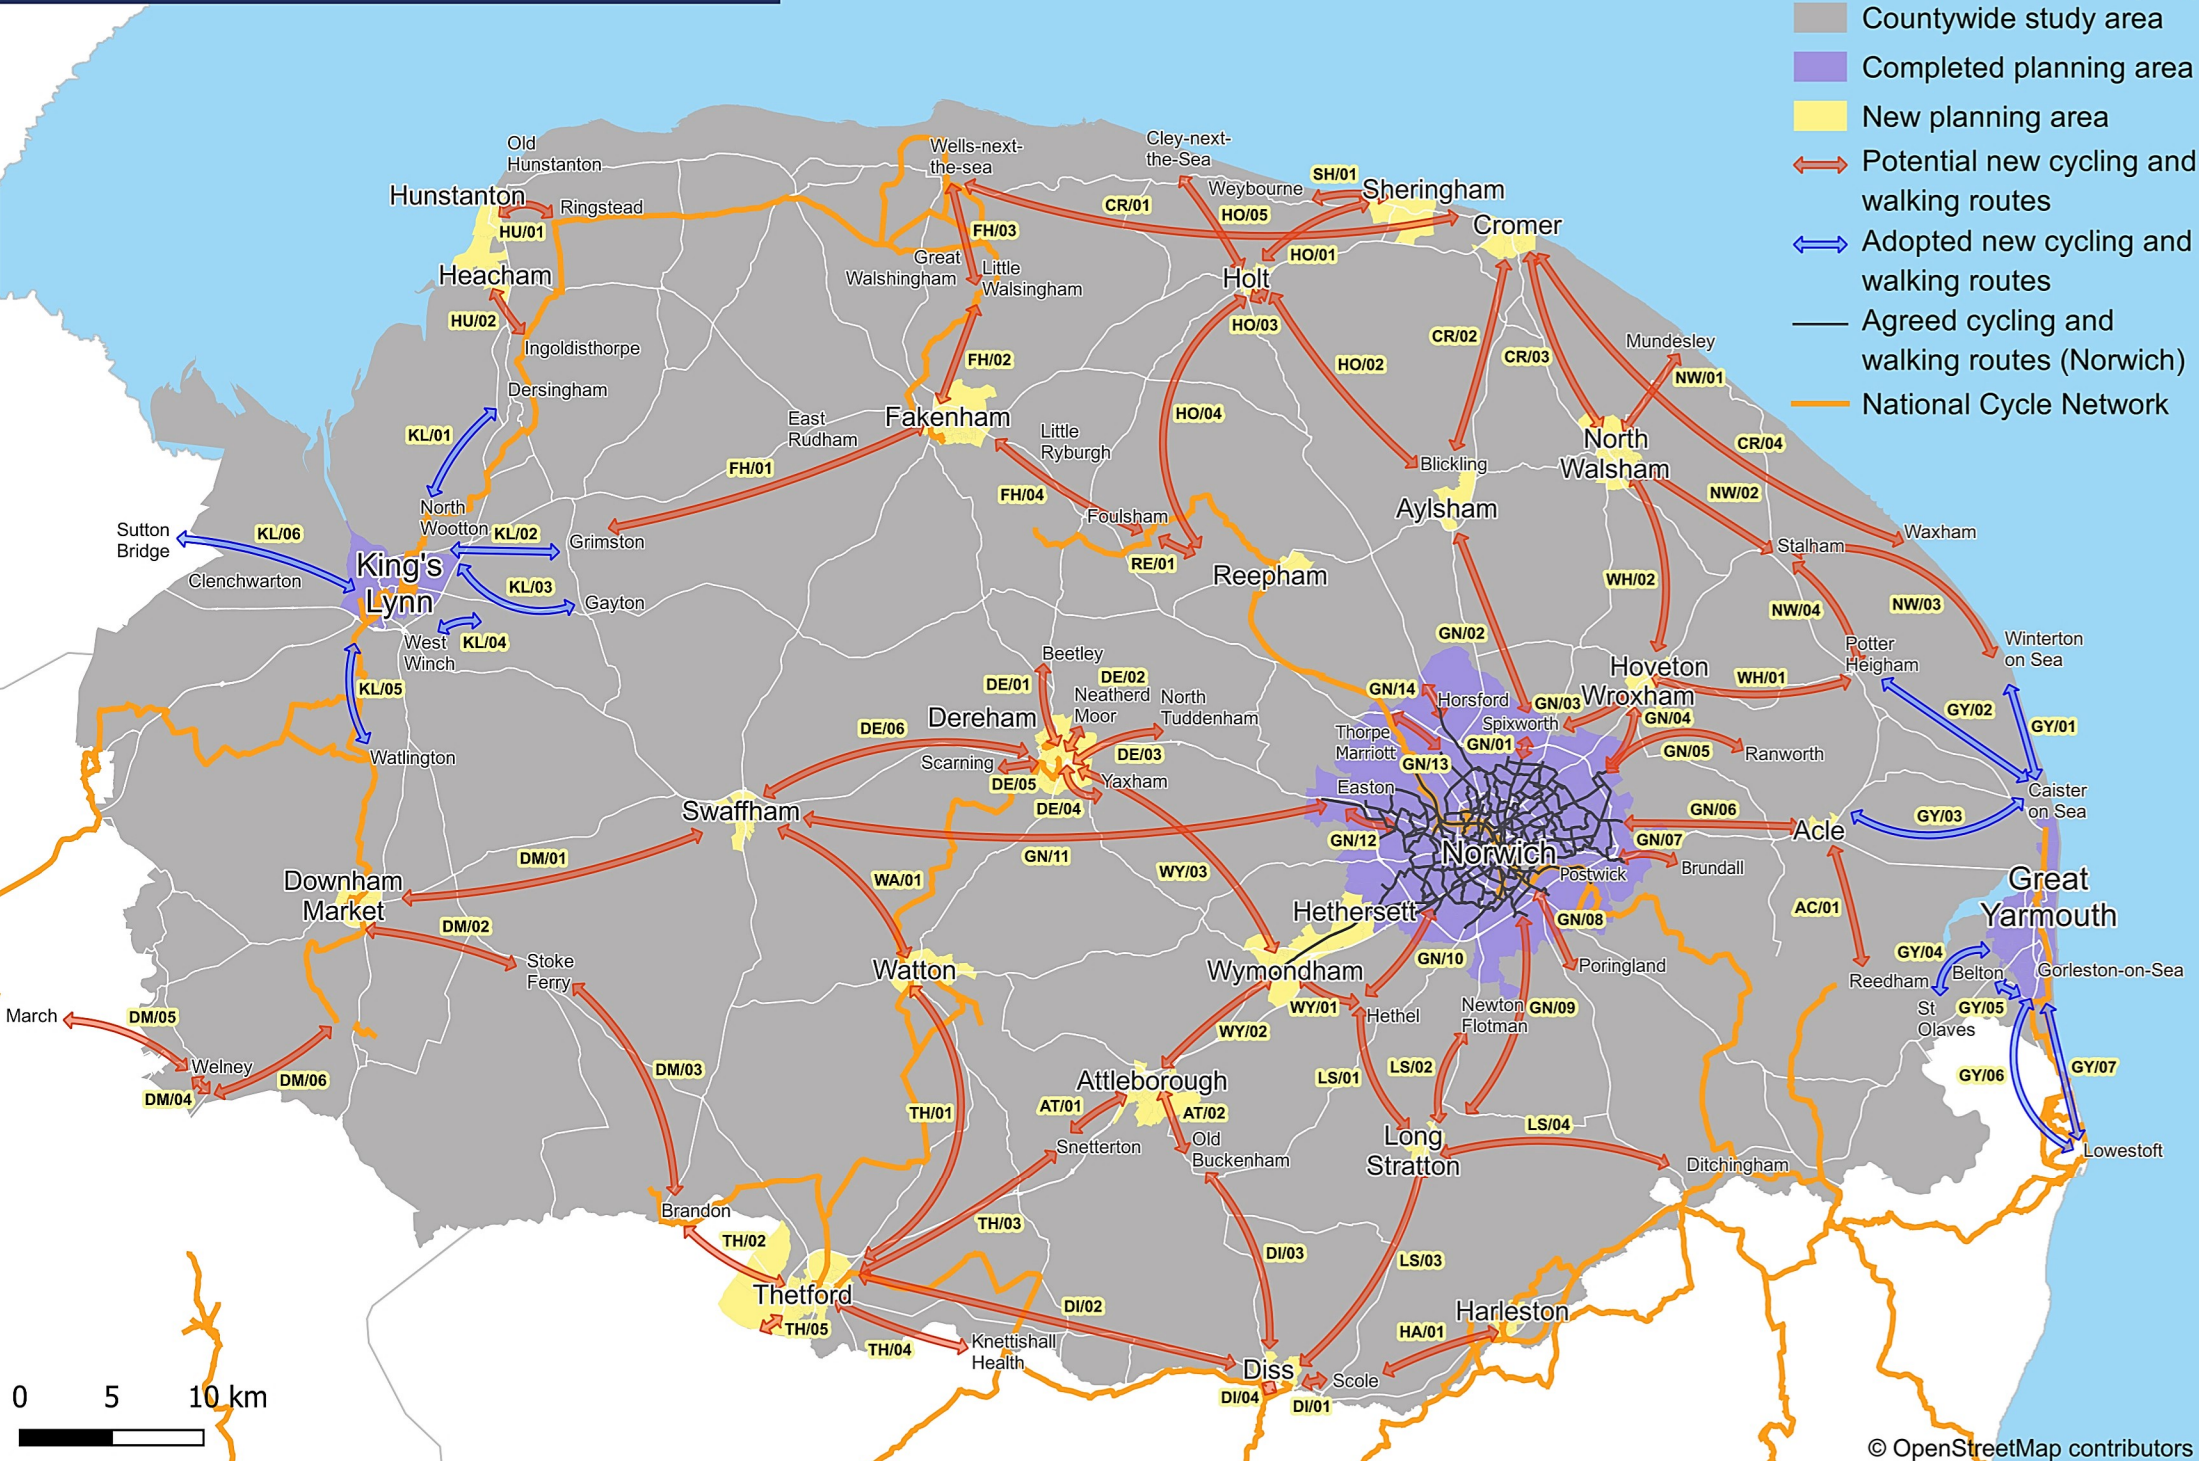 Countywide study area
Completed planning area
New planning area
Potential new cycling and
walking routes
Adopted new cycling and
walking routes
Agreed cycling and
walking routes (Norwich)
National Cycle Network
Old
Hunstanton
Hunstanton
Ringstead
HU/01
Heacham
HU/02
Ingoldisthorpe
Dersingham
KL/01
North
Wootton
KL/02
Grimston
Sutton
Bridge
KL/06
Clenchwarton
King's
Lynn
KL/03
Gayton
KL/04
West
Winch
KL/05
Watlington
Wells-next-
the-sea
FH/03
Great
Walshingham
Little
Walsingham
FH/02
Fakenham
East
Rudham
FH/01
Little
Ryburgh
FH/04
Foulsham
RE/01
Reepham
Cley-next-
the-Sea
Weybourne
SH/01
Sheringham
Cromer
CR/01
HO/05
HO/01
Holt
HO/03
HO/02
HO/04
CR/02
CR/03
Mundesley
NW/01
CR/04
North
Walsham
NW/02
Blickling
Aylsham
Waxham
Stalham
WH/02
NW/04
NW/03
Winterton
on Sea
Potter
Heigham
Hoveton
Wroxham
WH/01
GY/02
GY/01
GN/02
GN/14
Horsford
GN/03
Spixworth
GN/04
GN/01
GN/05
Ranworth
Thorpe
Marriott
GN/13
Easton
GN/12
Norwich
GN/06
GN/07
Acle
Brundall
Postwick
GY/03
Caister
on Sea
Great
Yarmouth
AC/01
Reedham
GY/04
Belton
Gorleston-on-Sea
GY/05
St
Olaves
GY/06
GY/07
Lowestoft
Beetley
DE/01
DE/02
Neatherd
Moor
North
Tuddenham
Dereham
DE/06
DE/03
Scarning
DE/05
Yaxham
DE/04
Swaffham
GN/11
WY/03
DM/01
WA/01
Downham
Market
DM/02
Stoke
Ferry
Watton
Hethersett
Wymondham
GN/10
GN/08
Poringland
WY/01
Hethel
Newton
Flotman
GN/09
WY/02
LS/01
LS/02
March
DM/05
Welney
DM/04
DM/06
DM/03
TH/01
Attleborough
AT/01
AT/02
Snetterton
Old
Buckenham
Long
Stratton
LS/04
Ditchingham
Brandon
TH/02
TH/03
Thetford
TH/05
TH/04
DI/02
Knettishall
Health
DI/03
LS/03
Harleston
HA/01
Diss
Scole
DI/04
DI/01
0 5 10 km
© OpenStreetMap contributors